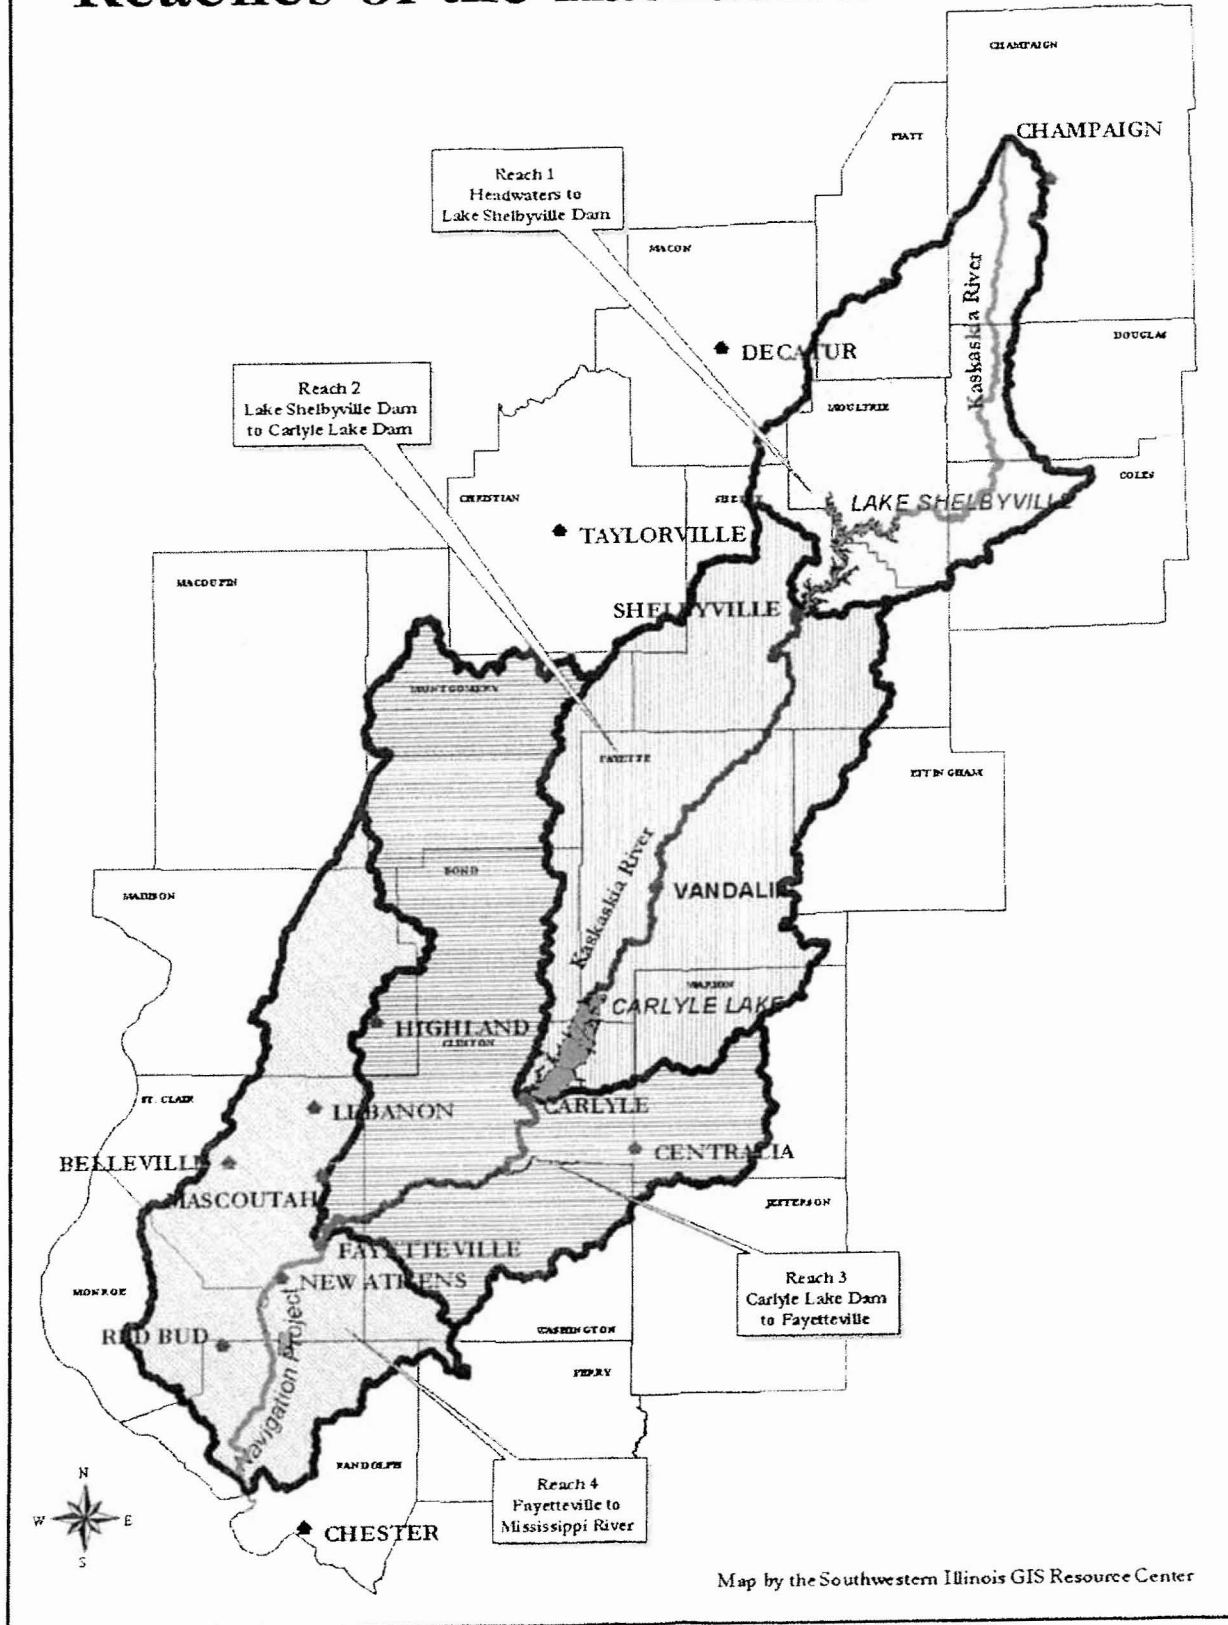 Reaches of the
CHAMPAIGN
CHAMPAIGN
PIATT
Reach 1
Headwaters to
Lake Shelbyville Dam
MACON
Kaskaskia River
DOUGLAS
DECATUR
Reach 2
Lake Shelbyville Dam
to Carlyle Lake Dam
MOULTRIE
COLES
CHRISTIAN
LAKE SHELBYVILLE
TAYLORVILLE
MACOUPIN
SHELBYVILLE
MONTGOMERY
FAYETTE
EFFINGHAM
Kaskaskia River
BOND
VANDALIA
MADISON
MARION
CARLYLE LAKE
HIGHLAND
CLINTON
ST. CLAIR
LEBANON
CARLYLE
CENTRALIA
BELLEVILLE
MASCOUTAH
JEFFERSON
FAYETTEVILLE
NEW ATHENS
Reach 3
Carlyle Lake Dam
to Fayetteville
MONROE
RED BUD
WASHINGTON
Navigation Project
PERRY
RANDOLPH
Reach 4
Fayetteville to
Mississippi River
N
W E
S
CHESTER
Map by the Southwestern Illinois GIS Resource Center